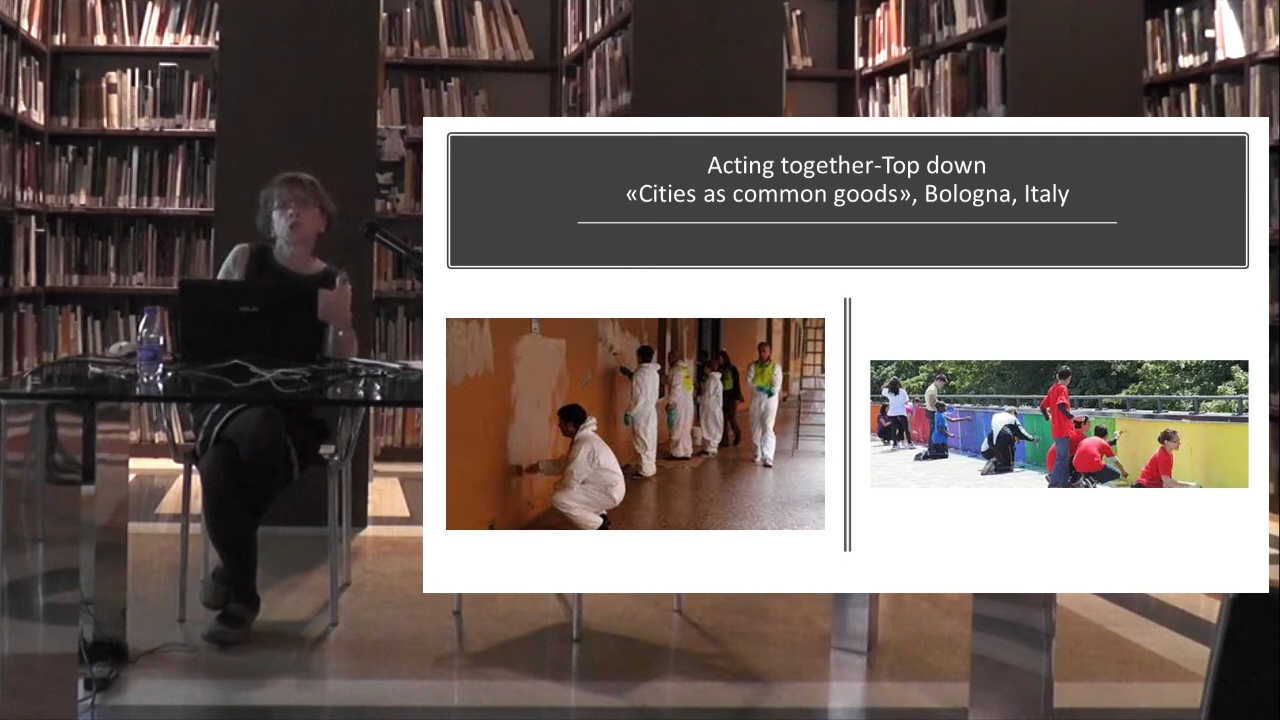 Acting together-Top down
«Cities as common goods», Bologna, Italy